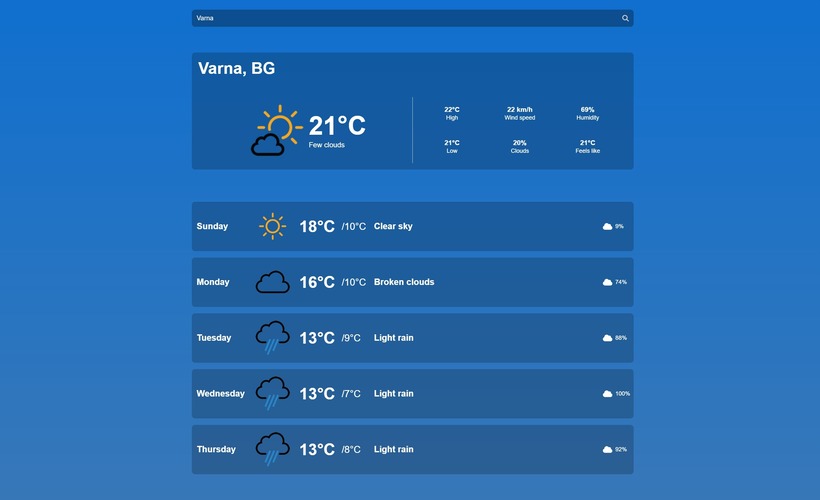 Varna
Varna, BG
21°C
Few clouds
22°C
High
22 km/h
Wind speed
69%
Humidity
21°C
Low
20%
Clouds
21°C
Feels like
Sunday 18°C /10°C Clear sky 9%
Monday 16°C /10°C Broken clouds 74%
Tuesday 13°C /9°C Light rain 88%
Wednesday 13°C /7°C Light rain 100%
Thursday 13°C /8°C Light rain 92%